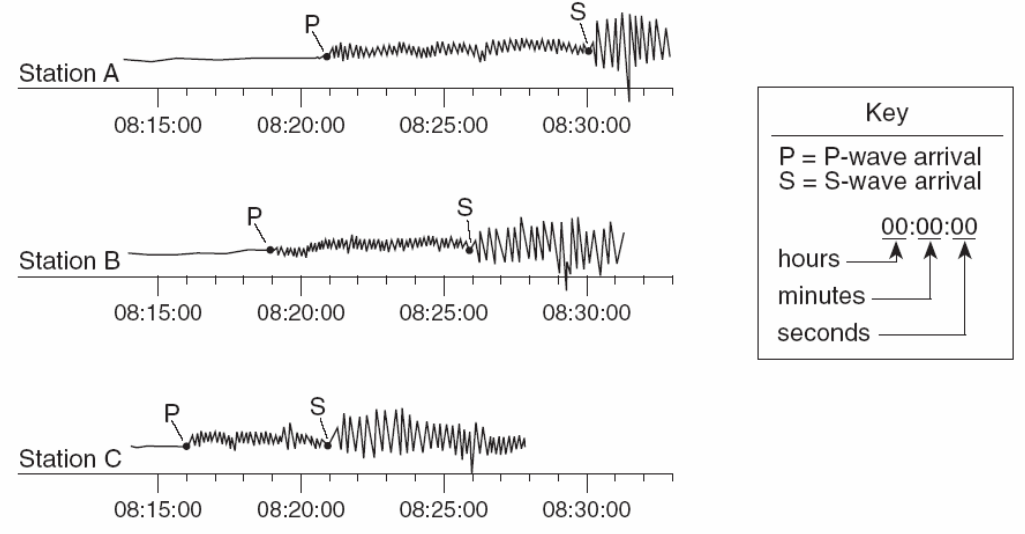 P S
Station A
08:15:00 08:20:00 08:25:00 08:30:00
P S
Station B
08:15:00 08:20:00 08:25:00 08:30:00
P S
Station C
08:15:00 08:20:00 08:25:00 08:30:00
Key
P = P-wave arrival
S = S-wave arrival
00:00:00
hours
minutes
seconds